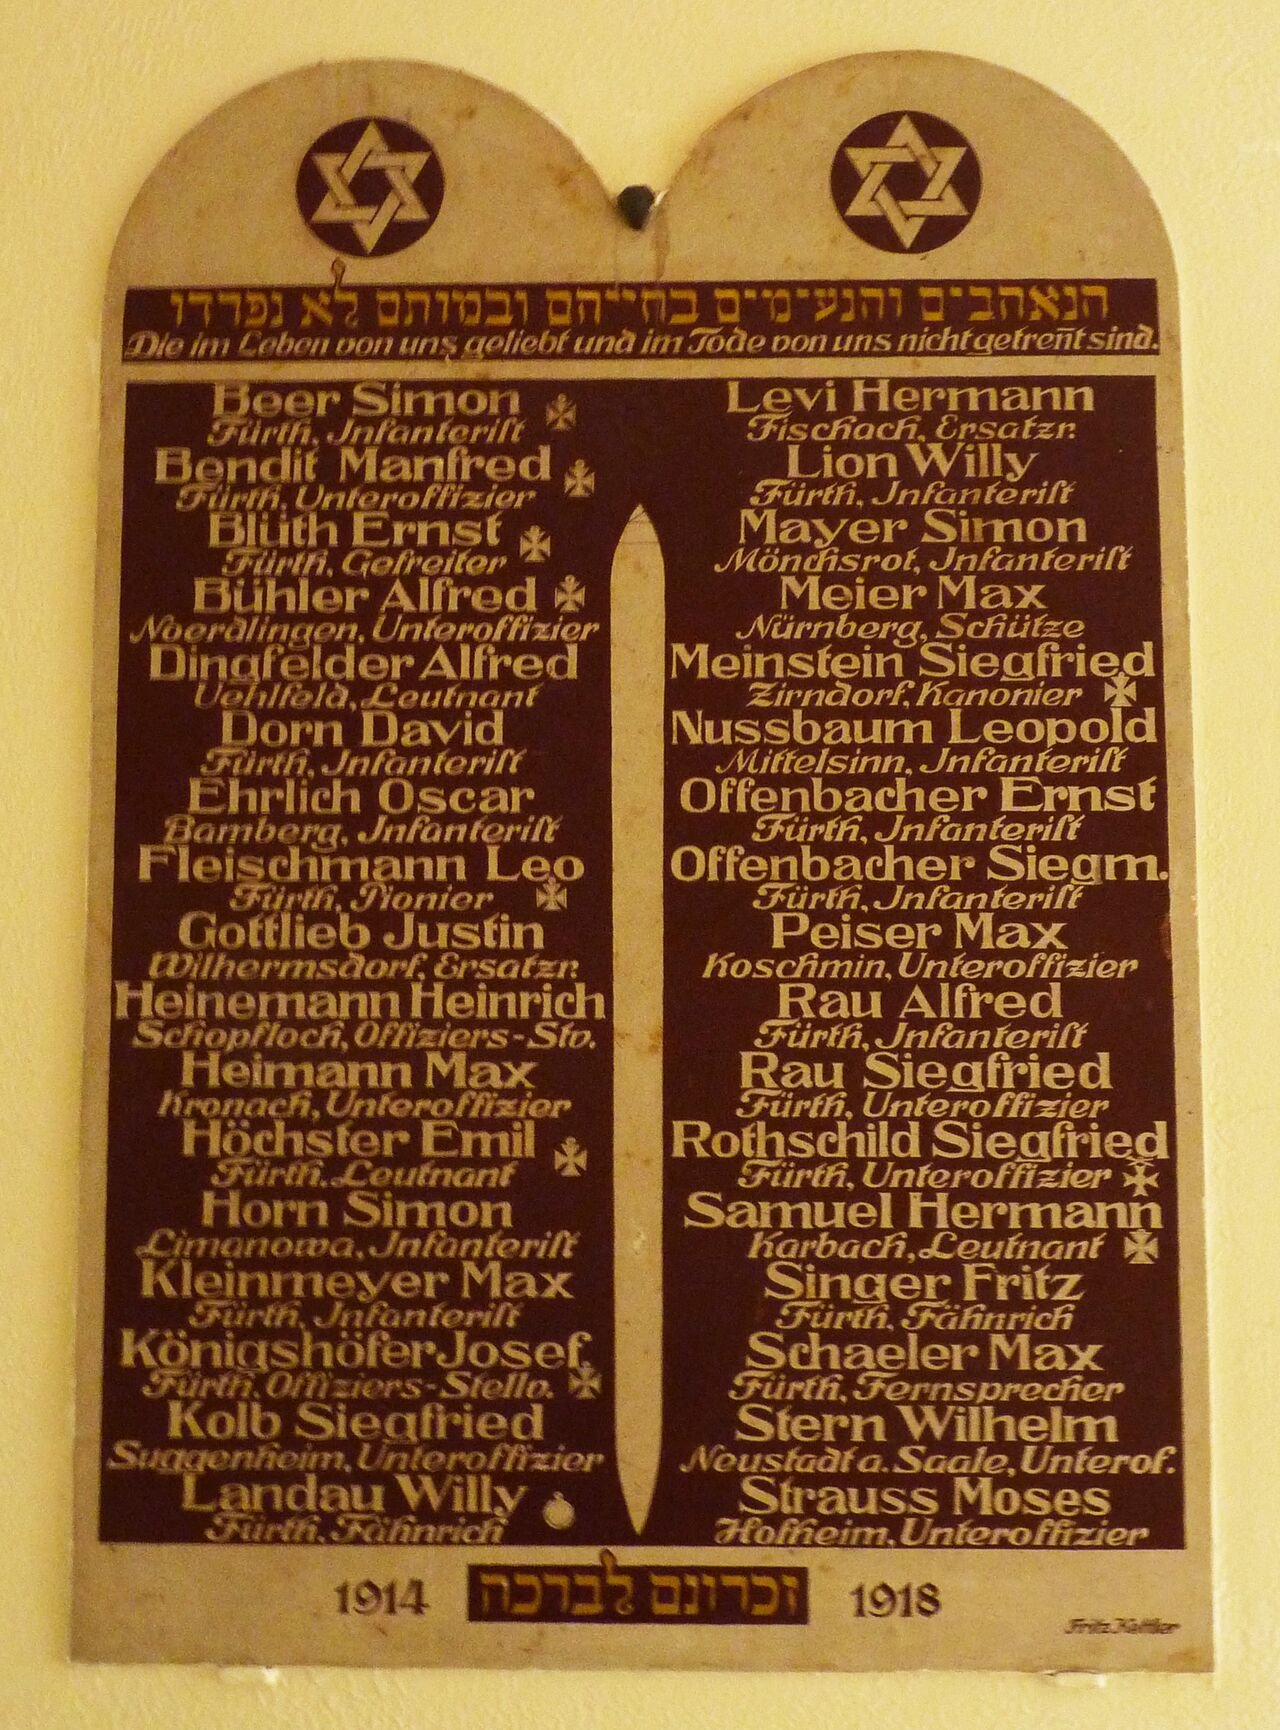 הנאהבים והנעימים בחייהם ובמותם לא נפרדו
Die im Leben von uns geliebt und im Tode von uns nicht getren̄t sind.
Beer Simon
Fürth, Infanterist
Bendit Manfred
Fürth, Unteroffizier
Blüth Ernst
Fürth, Gefreiter
Bühler Alfred
Noerdlingen, Unteroffizier
Dingfelder Alfred
Uehlfeld, Leutnant
Dorn David
Fürth, Infanterist
Ehrlich Oscar
Bamberg, Infanterist
Fleischmann Leo
Fürth, Pionier
Gottlieb Justin
Wilhermsdorf, Ersatzr.
Heinemann Heinrich
Schopfloch, Offiziers-Stv.
Heimann Max
Kronach, Unteroffizier
Höchster Emil
Fürth, Leutnant
Horn Simon
Limanowa, Infanterist
Kleinmeyer Max
Fürth, Infanterist
Königshöfer Josef,
Fürth, Offiziers-Stellv.
Kolb Siegfried
Suggenheim, Unteroffizier
Landau Willy
Fürth, Fähnrich
Levi Hermann
Fischach, Ersatzr.
Lion Willy
Fürth, Infanterist
Mayer Simon
Mönchsrot, Infanterist
Meier Max
Nürnberg, Schütze
Meinstein Siegfried
Zirndorf, Kanonier
Nussbaum Leopold
Mittelsinn, Infanterist
Offenbacher Ernst
Fürth, Infanterist
Offenbacher Siegm.
Fürth, Infanterist
Peiser Max
Koschmin, Unteroffizier
Rau Alfred
Fürth, Infanterist
Rau Siegfried
Fürth, Unteroffizier
Rothschild Siegfried
Fürth, Unteroffizier
Samuel Hermann
Karbach, Leutnant
Singer Fritz
Fürth, Fähnrich
Schaeler Max
Fürth, Fernsprecher
Stern Wilhelm
Neustadt a. Saale, Unterof.
Strauss Moses
Hofheim, Unteroffizier
1914 זכרונם לברכה 1918
Fritz